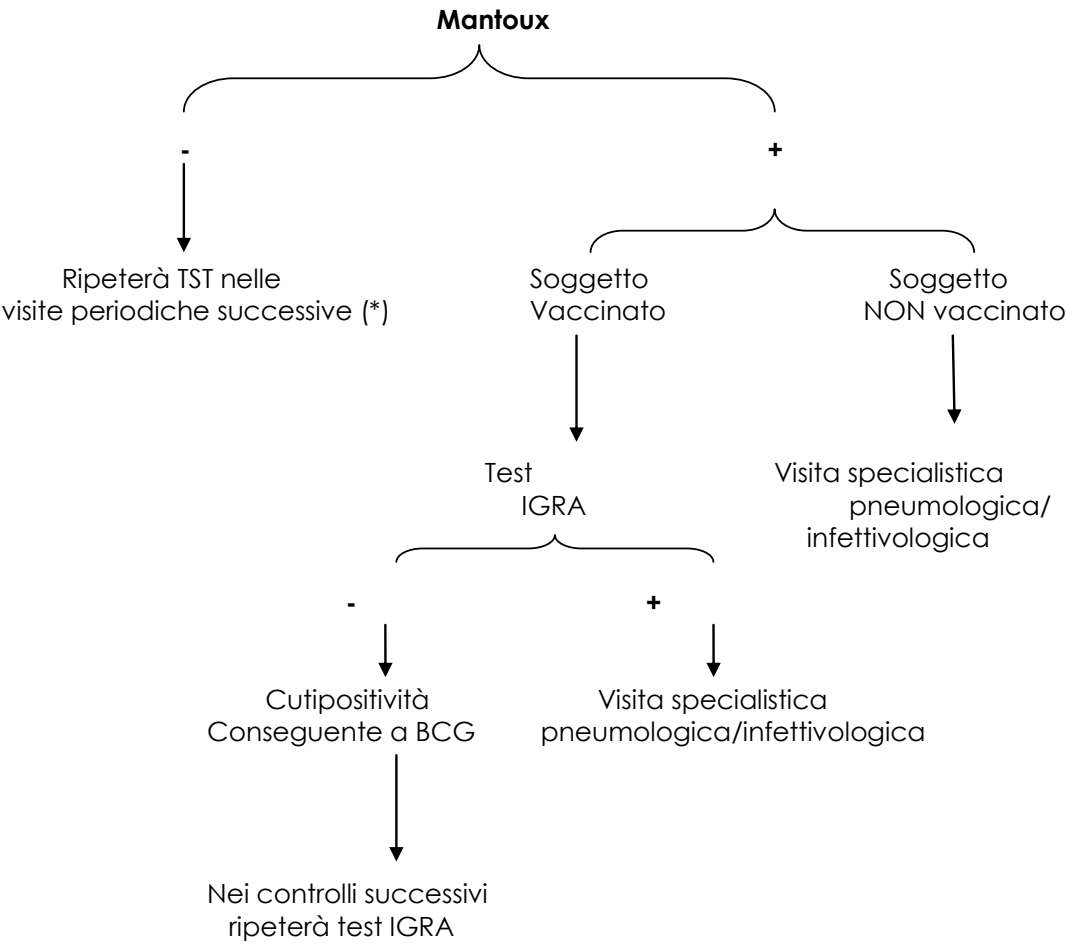 Mantoux
-
+
Ripeterà TST nelle
visite periodiche successive (*)
Soggetto
Vaccinato
Soggetto
NON vaccinato
Test
IGRA
Visita specialistica
pneumologica/
infettivologica
-
+
Cutipositività
Conseguente a BCG
Visita specialistica
pneumologica/infettivologica
Nei controlli successivi
ripeterà test IGRA